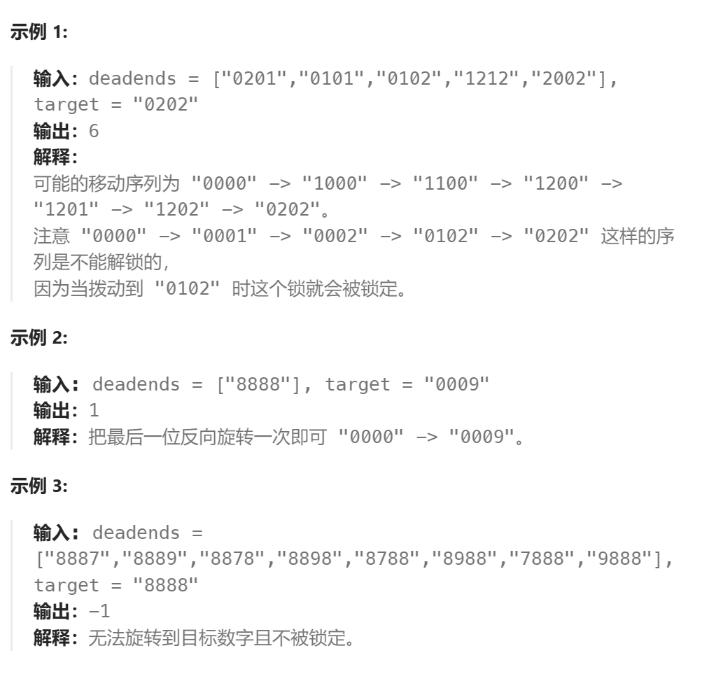 示例 1:
输入：deadends = ["0201","0101","0102","1212","2002"],
target = "0202"
输出：6
解释：
可能的移动序列为 "0000" -> "1000" -> "1100" -> "1200" ->
"1201" -> "1202" -> "0202"。
注意 "0000" -> "0001" -> "0002" -> "0102" -> "0202" 这样的序
列是不能解锁的，
因为当拨动到 "0102" 时这个锁就会被锁定。
示例 2:
输入: deadends = ["8888"], target = "0009"
输出：1
解释：把最后一位反向旋转一次即可 "0000" -> "0009"。
示例 3:
输入: deadends =
["8887","8889","8878","8898","8788","8988","7888","9888"],
target = "8888"
输出：-1
解释：无法旋转到目标数字且不被锁定。